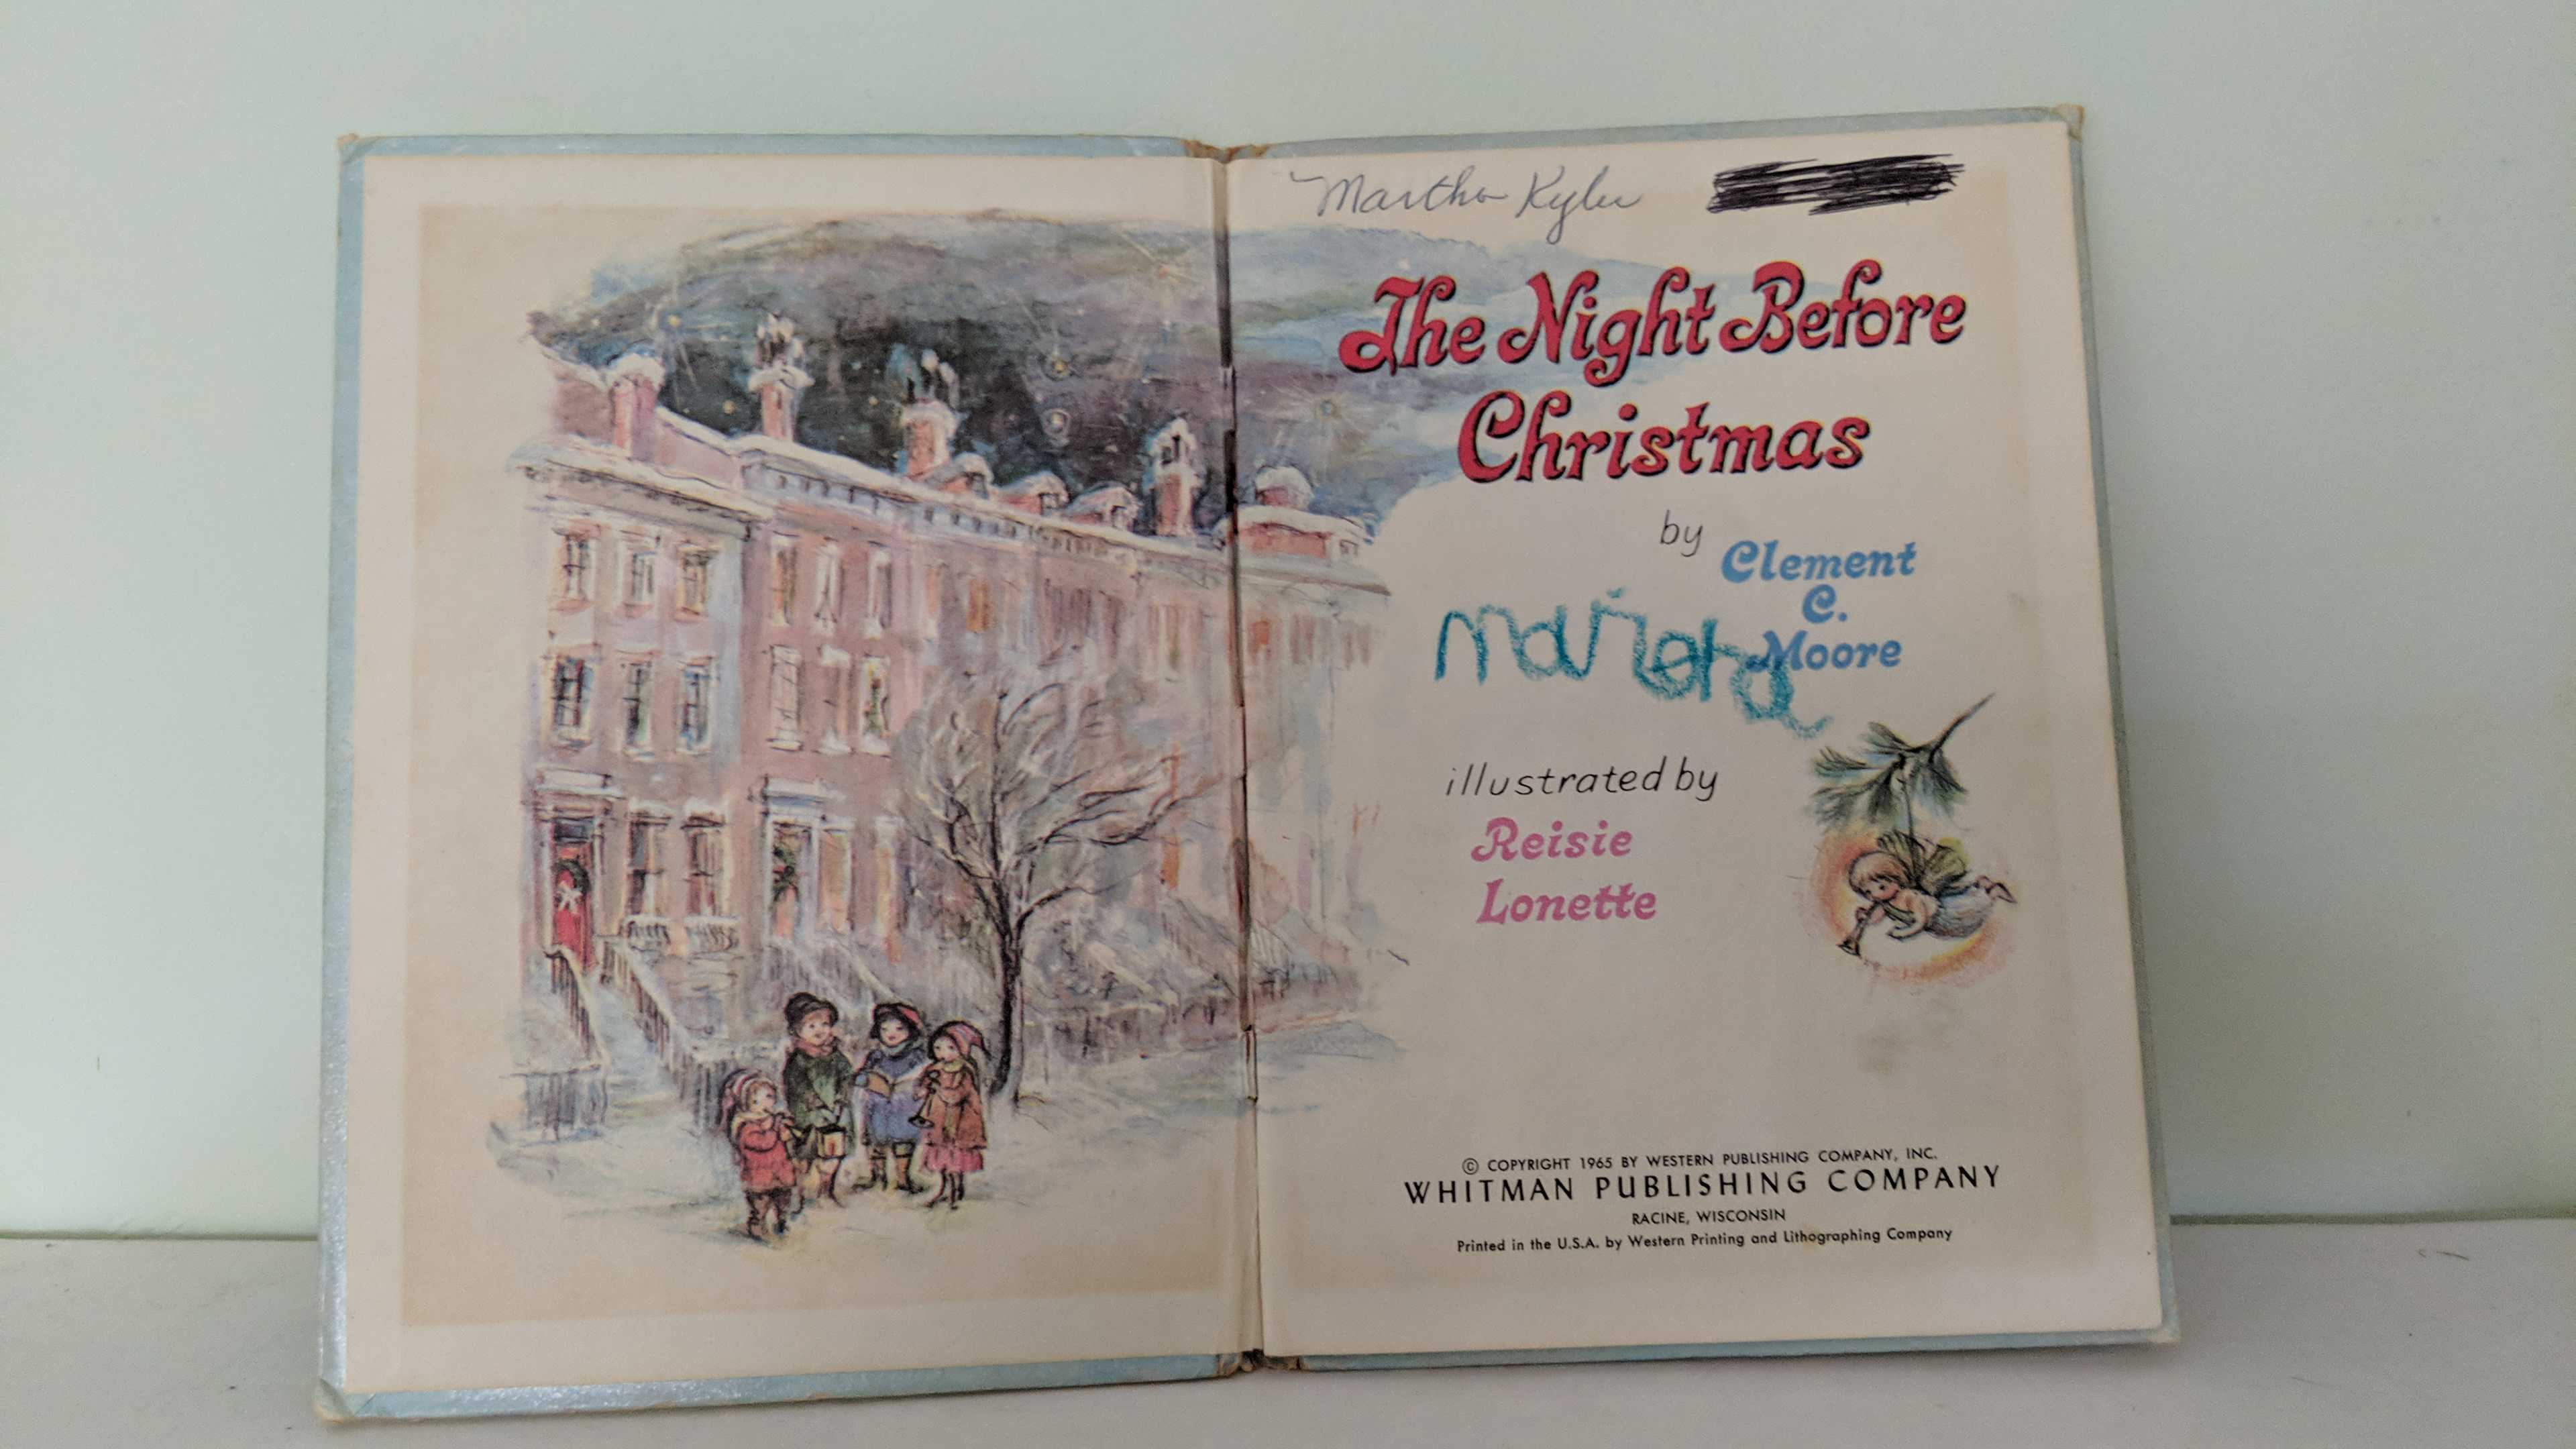 Martha Kyler
The Night Before
Christmas
by
Clement
C.
Moore
illustrated by
Reisie
Lonette
© COPYRIGHT 1965 BY WESTERN PUBLISHING COMPANY, INC.
WHITMAN PUBLISHING COMPANY
RACINE, WISCONSIN
Printed in the U.S.A. by Western Printing and Lithographing Company